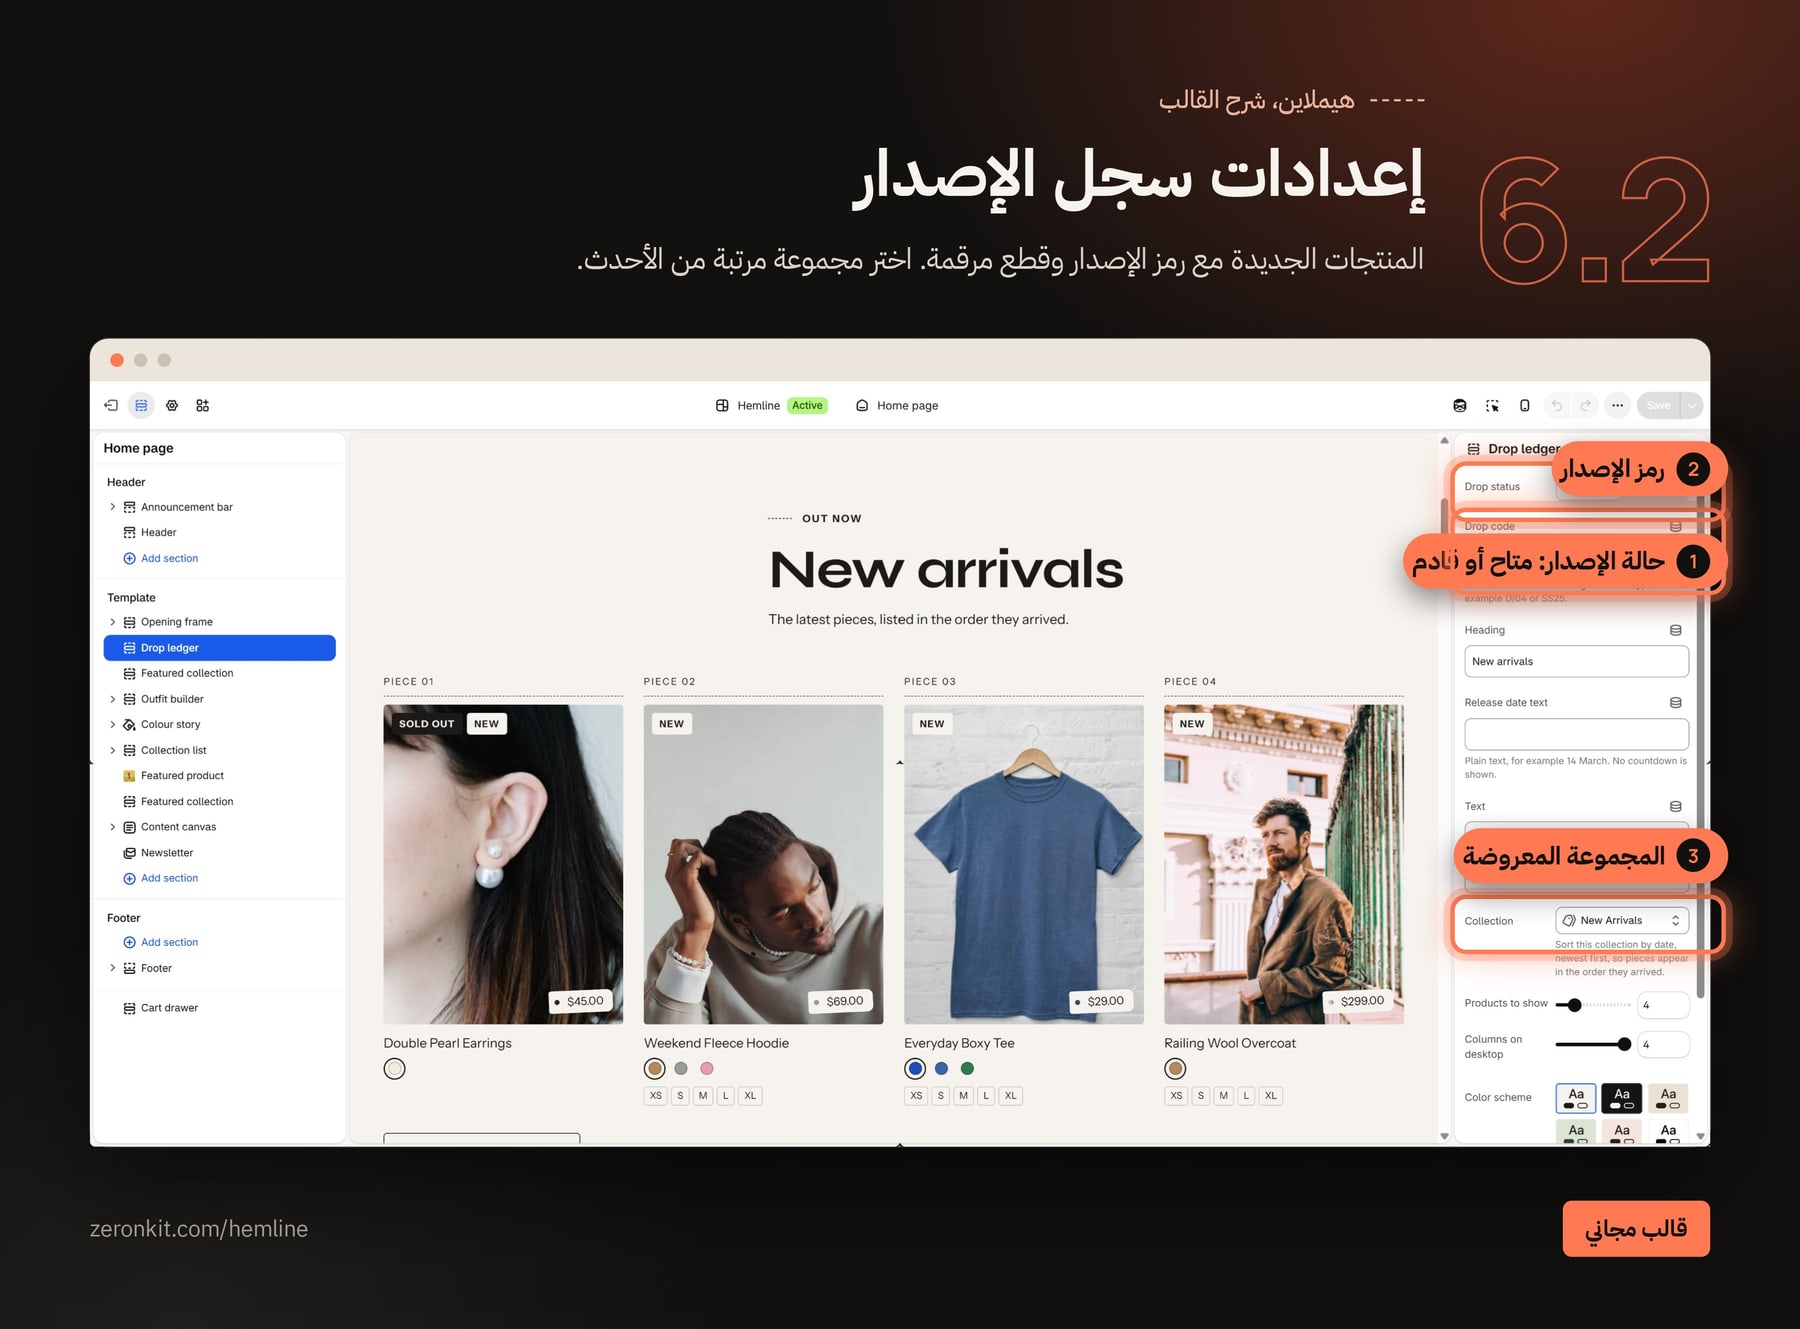 هيملاين، شرح القالب
6.2
إعدادات سجل الإصدار
المنتجات الجديدة مع رمز الإصدار وقطع مرقمة. اختر مجموعة مرتبة من الأحدث.
Hemline Active Home page
Save
Home page
Header
Announcement bar
Header
Add section
Template
Opening frame
Drop ledger
Featured collection
Outfit builder
Colour story
Collection list
Featured product
Featured collection
Content canvas
Newsletter
Add section
Footer
Add section
Footer
Cart drawer
OUT NOW
New arrivals
The latest pieces, listed in the order they arrived.
PIECE 01
SOLD OUT NEW
$45.00
Double Pearl Earrings
PIECE 02
NEW
$69.00
Weekend Fleece Hoodie
XS S M L XL
PIECE 03
NEW
$29.00
Everyday Boxy Tee
XS S M L XL
PIECE 04
NEW
$299.00
Railing Wool Overcoat
XS S M L XL
Drop ledger
2 رمز الإصدار
Drop status
Drop code
1 حالة الإصدار: متاح أو قادم
example D/04 or SS25.
Heading
New arrivals
Release date text
Plain text, for example 14 March. No countdown is
shown.
Text
3 المجموعة المعروضة
Collection New Arrivals
Sort this collection by date,
newest first, so pieces appear
in the order they arrived.
Products to show 4
Columns on
desktop 4
Color scheme Aa Aa Aa
Aa Aa Aa
zeronkit.com/hemline
قالب مجاني